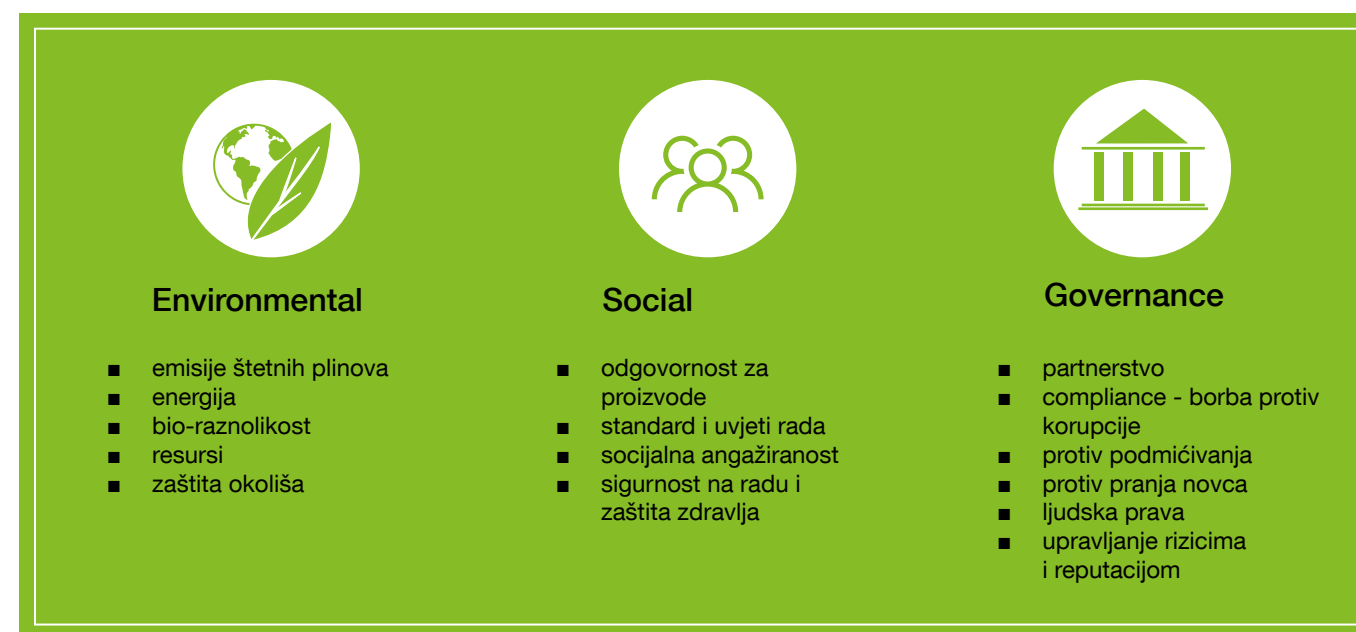 Environmental
■ emisije štetnih plinova
■ energija
■ bio-raznolikost
■ resursi
■ zaštita okoliša
Social
■ odgovornost za
proizvode
■ standard i uvjeti rada
■ socijalna angažiranost
■ sigurnost na radu i
zaštita zdravlja
Governance
■ partnerstvo
■ compliance - borba protiv
korupcije
■ protiv podmićivanja
■ protiv pranja novca
■ ljudska prava
■ upravljanje rizicima
i reputacijom